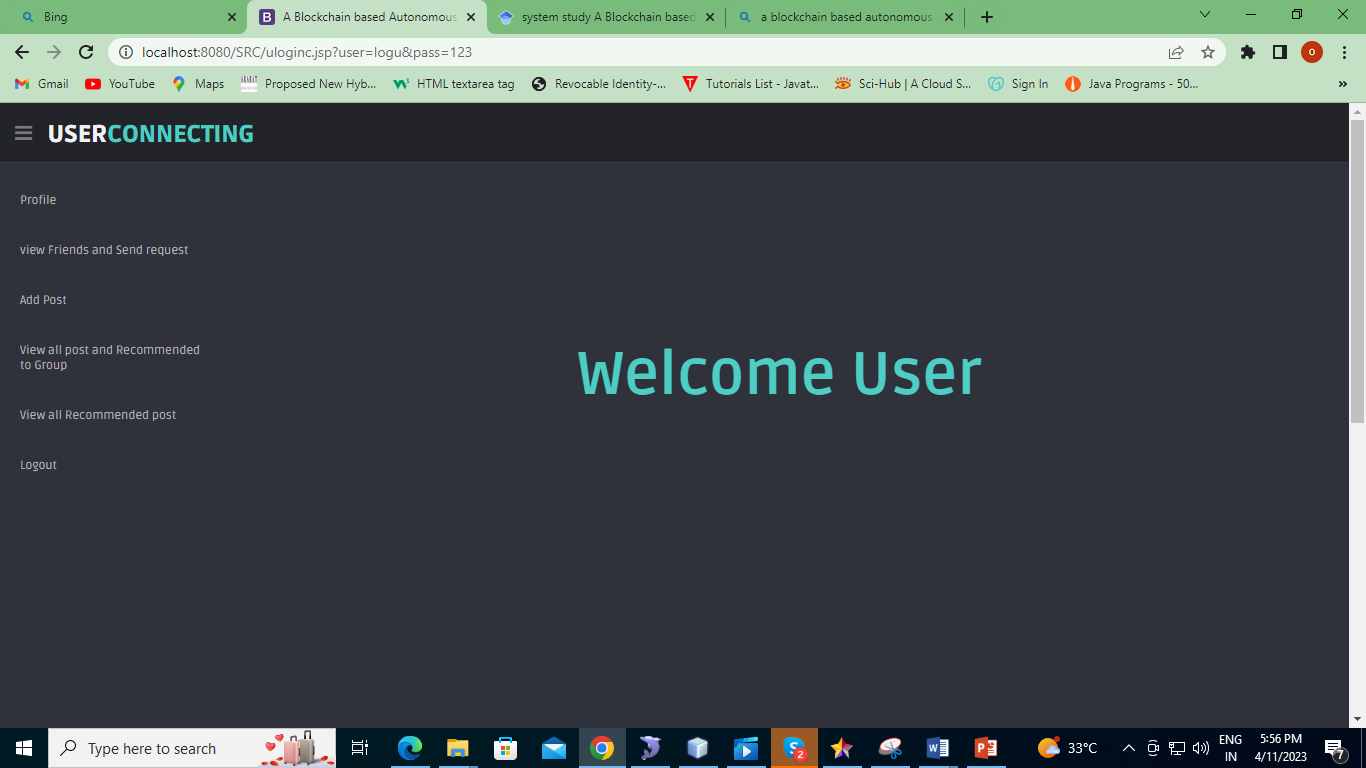 Bing
A Blockchain based Autonomous
system study A Blockchain based
a blockchain based autonomous
localhost:8080/SRC/uloginc.jsp?user=logu&pass=123
O
Gmail
YouTube
Maps
Proposed New Hyb...
HTML textarea tag
Revocable Identity-...
Tutorials List - Javat...
Sci-Hub | A Cloud S...
Sign In
Java Programs - 50...
»
USERCONNECTING
Profile
view Friends and Send request
Add Post
View all post and Recommended
to Group
View all Recommended post
Logout
Welcome User
Type here to search
33°C
ENG
IN
5:56 PM
4/11/2023
7